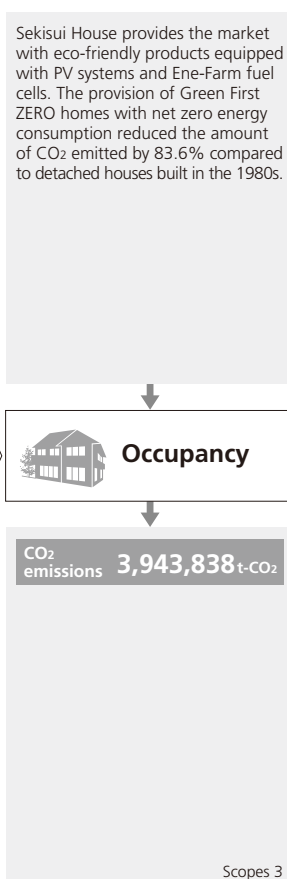 Sekisui House provides the market
with eco-friendly products equipped
with PV systems and Ene-Farm fuel
cells. The provision of Green First
ZERO homes with net zero energy
consumption reduced the amount
of CO2 emitted by 83.6% compared
to detached houses built in the 1980s.
Occupancy
CO2
emissions 3,943,838 t-CO2
Scopes 3